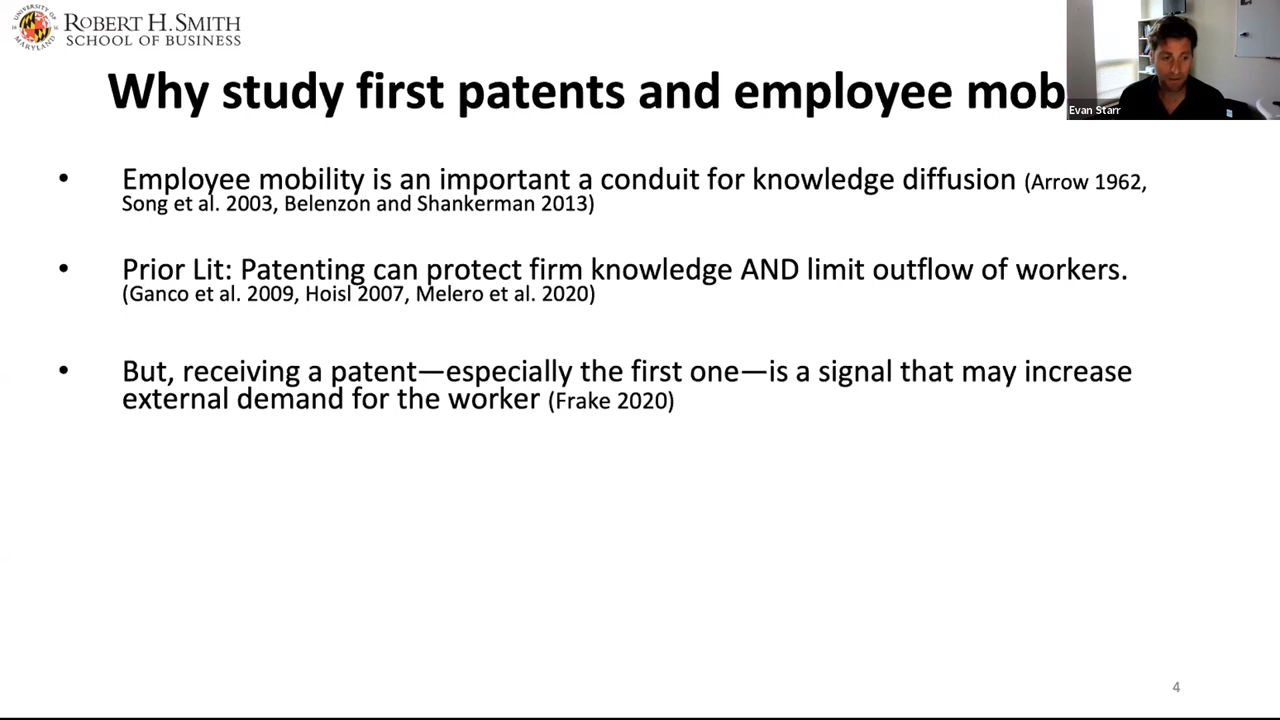 UNIVERSITY OF
MARYLAND
ROBERT H. SMITH
SCHOOL OF BUSINESS
Why study first patents and employee mob
Evan Starr
• Employee mobility is an important a conduit for knowledge diffusion (Arrow 1962,
Song et al. 2003, Belenzon and Shankerman 2013)
• Prior Lit: Patenting can protect firm knowledge AND limit outflow of workers.
(Ganco et al. 2009, Hoisl 2007, Melero et al. 2020)
• But, receiving a patent—especially the first one—is a signal that may increase
external demand for the worker (Frake 2020)
4